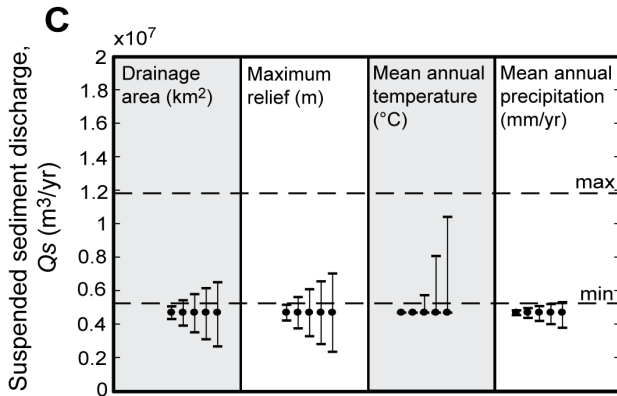 C
x10⁷
Suspended sediment discharge,
Qs (m³/yr)
2
1.8
1.6
1.4
1.2
1
0.8
0.6
0.4
0.2
0
Drainage
area (km²)
Maximum
relief (m)
Mean annual
temperature
(°C)
Mean annual
precipitation
(mm/yr)
max
min